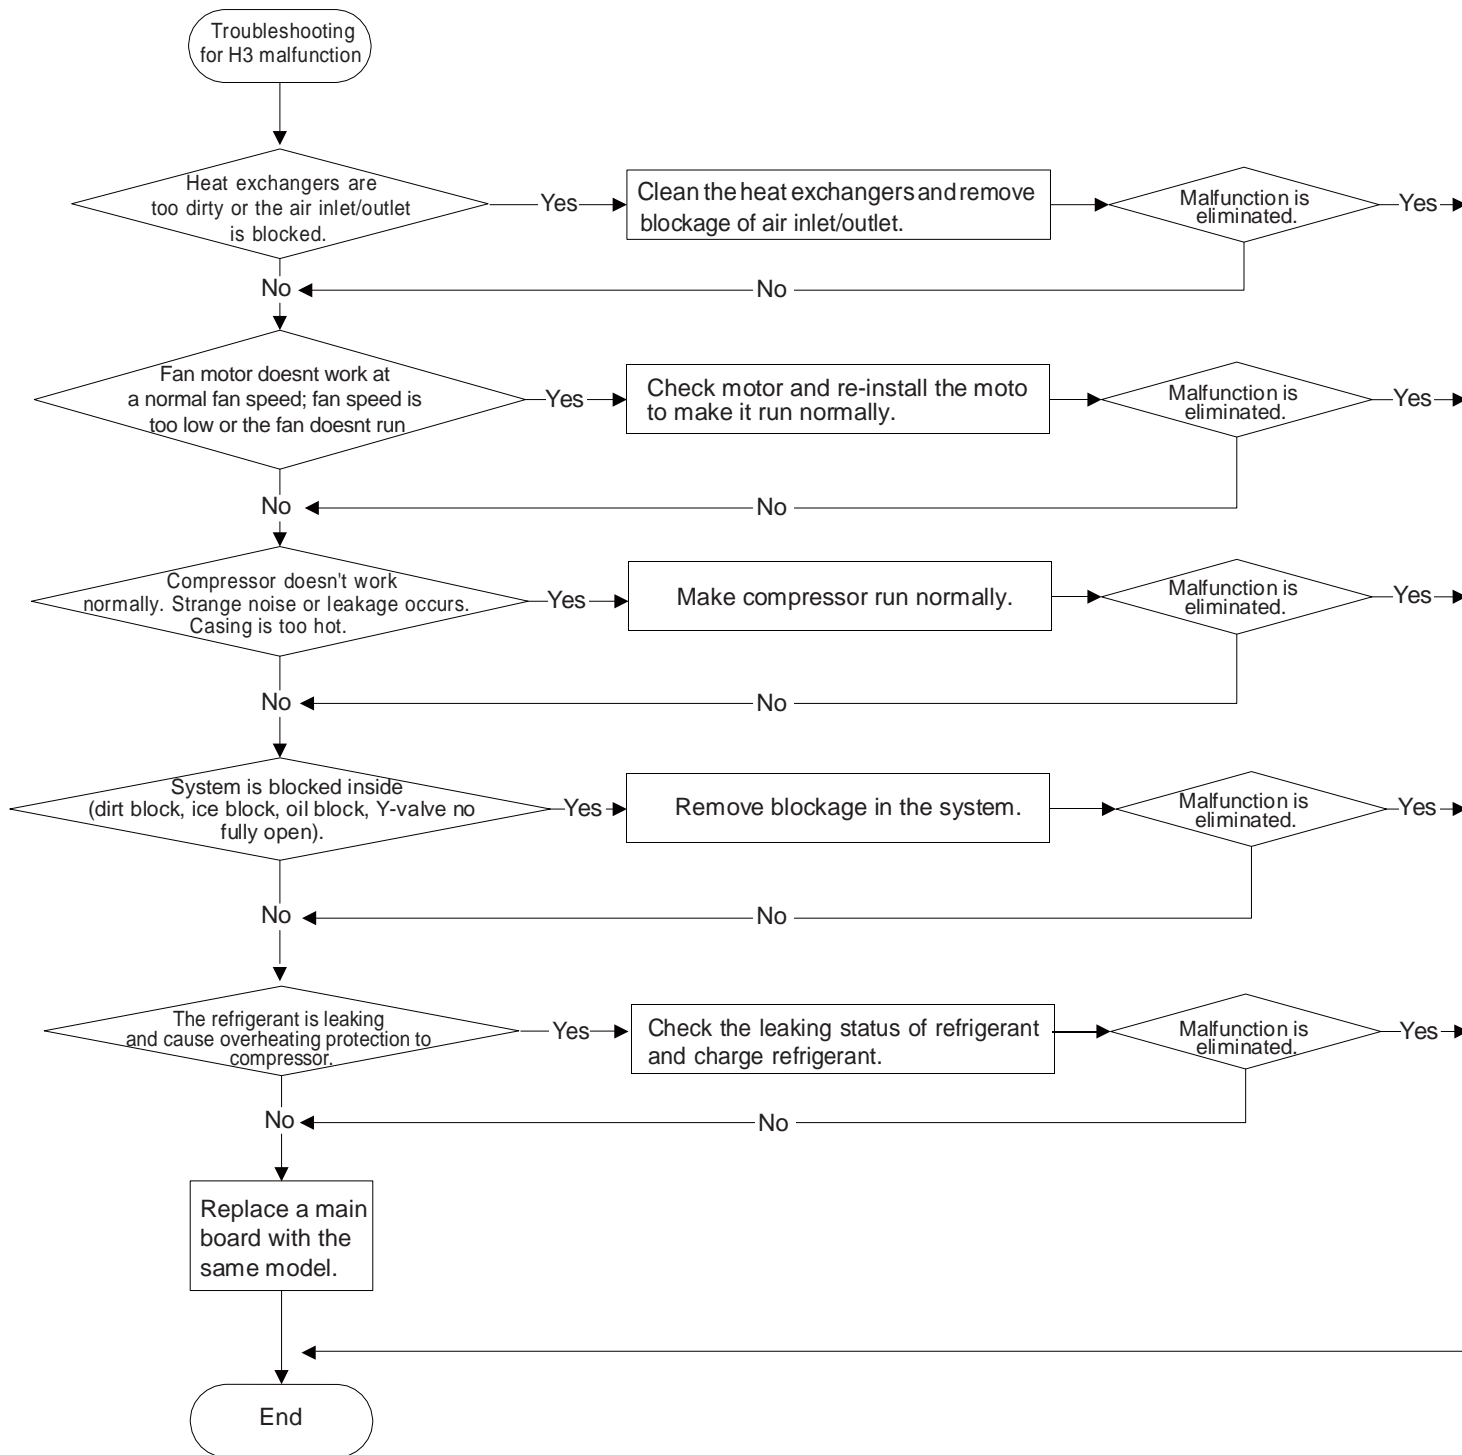 Troubleshooting
for H3 malfunction
Heat exchangers are
too dirty or the air inlet/outlet
is blocked.
Yes
Clean the heat exchangers and remove
blockage of air inlet/outlet.
Malfunction is
eliminated.
Yes
No
No
Fan motor doesnt work at
a normal fan speed; fan speed is
too low or the fan doesnt run
Yes
Check motor and re-install the moto
to make it run normally.
Malfunction is
eliminated.
Yes
No
No
Compressor doesn't work
normally. Strange noise or leakage occurs.
Casing is too hot.
Yes
Make compressor run normally.
Malfunction is
eliminated.
Yes
No
No
System is blocked inside
(dirt block, ice block, oil block, Y-valve no
fully open).
Yes
Remove blockage in the system.
Malfunction is
eliminated.
Yes
No
No
The refrigerant is leaking
and cause overheating protection to
compressor.
Yes
Check the leaking status of refrigerant
and charge refrigerant.
Malfunction is
eliminated.
Yes
No
No
Replace a main
board with the
same model.
End